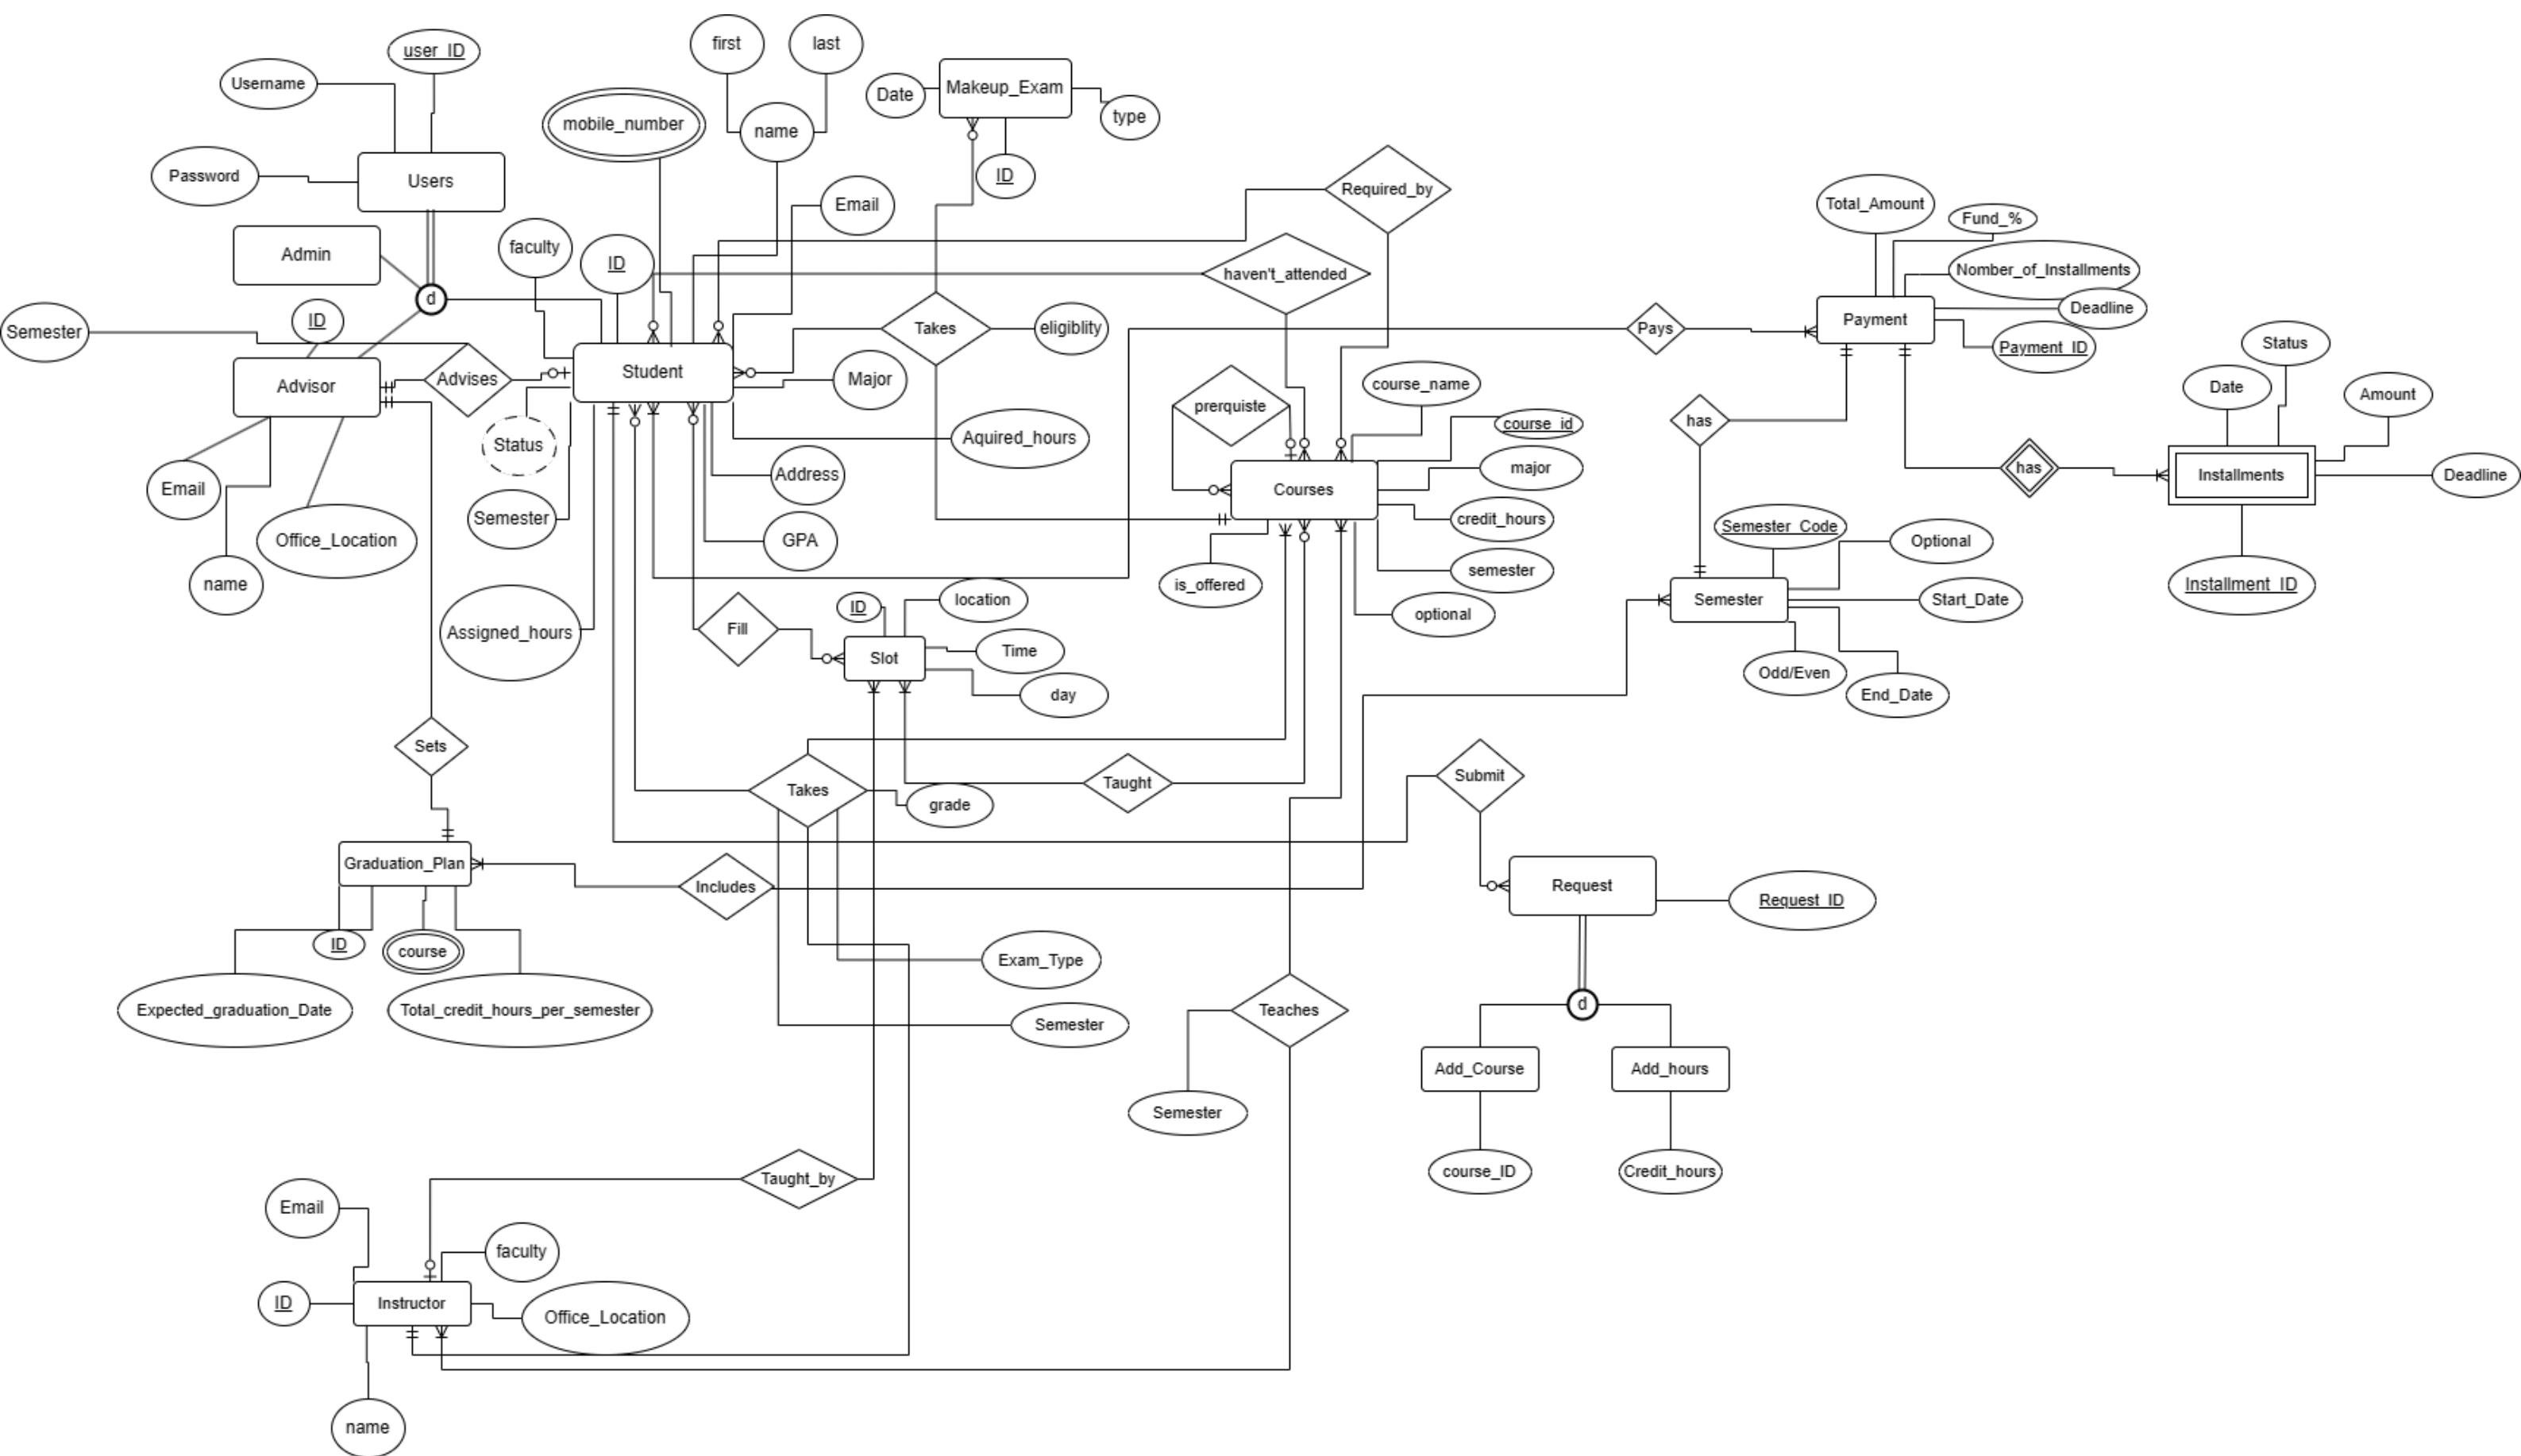 first
last
user_ID
Username
Makeup_Exam
Date
type
mobile_number
name
ID
Password
Users
Required_by
Email
Total_Amount
Fund_%
Admin
faculty
ID
haven't_attended
Nomber_of_Installments
d
Deadline
ID
Semester
Takes
eligiblity
Pays
Payment
Payment_ID
Status
Advisor
Advises
Student
Major
course_name
Date
Amount
prerquiste
course_id
has
Status
Aquired_hours
major
has
Installments
Deadline
Address
Email
Courses
Semester
credit_hours
Semester_Code
Optional
Office_Location
GPA
name
is_offered
semester
Installment_ID
ID
location
Semester
Start_Date
optional
Assigned_hours
Fill
Time
Slot
Odd/Even
day
End_Date
Sets
Submit
Takes
Taught
grade
Graduation_Plan
Includes
Request
Request_ID
ID
course
Exam_Type
Expected_graduation_Date
Total_credit_hours_per_semester
Semester
Teaches
d
Add_Course
Add_hours
Semester
course_ID
Credit_hours
Taught_by
Email
faculty
ID
Instructor
Office_Location
name